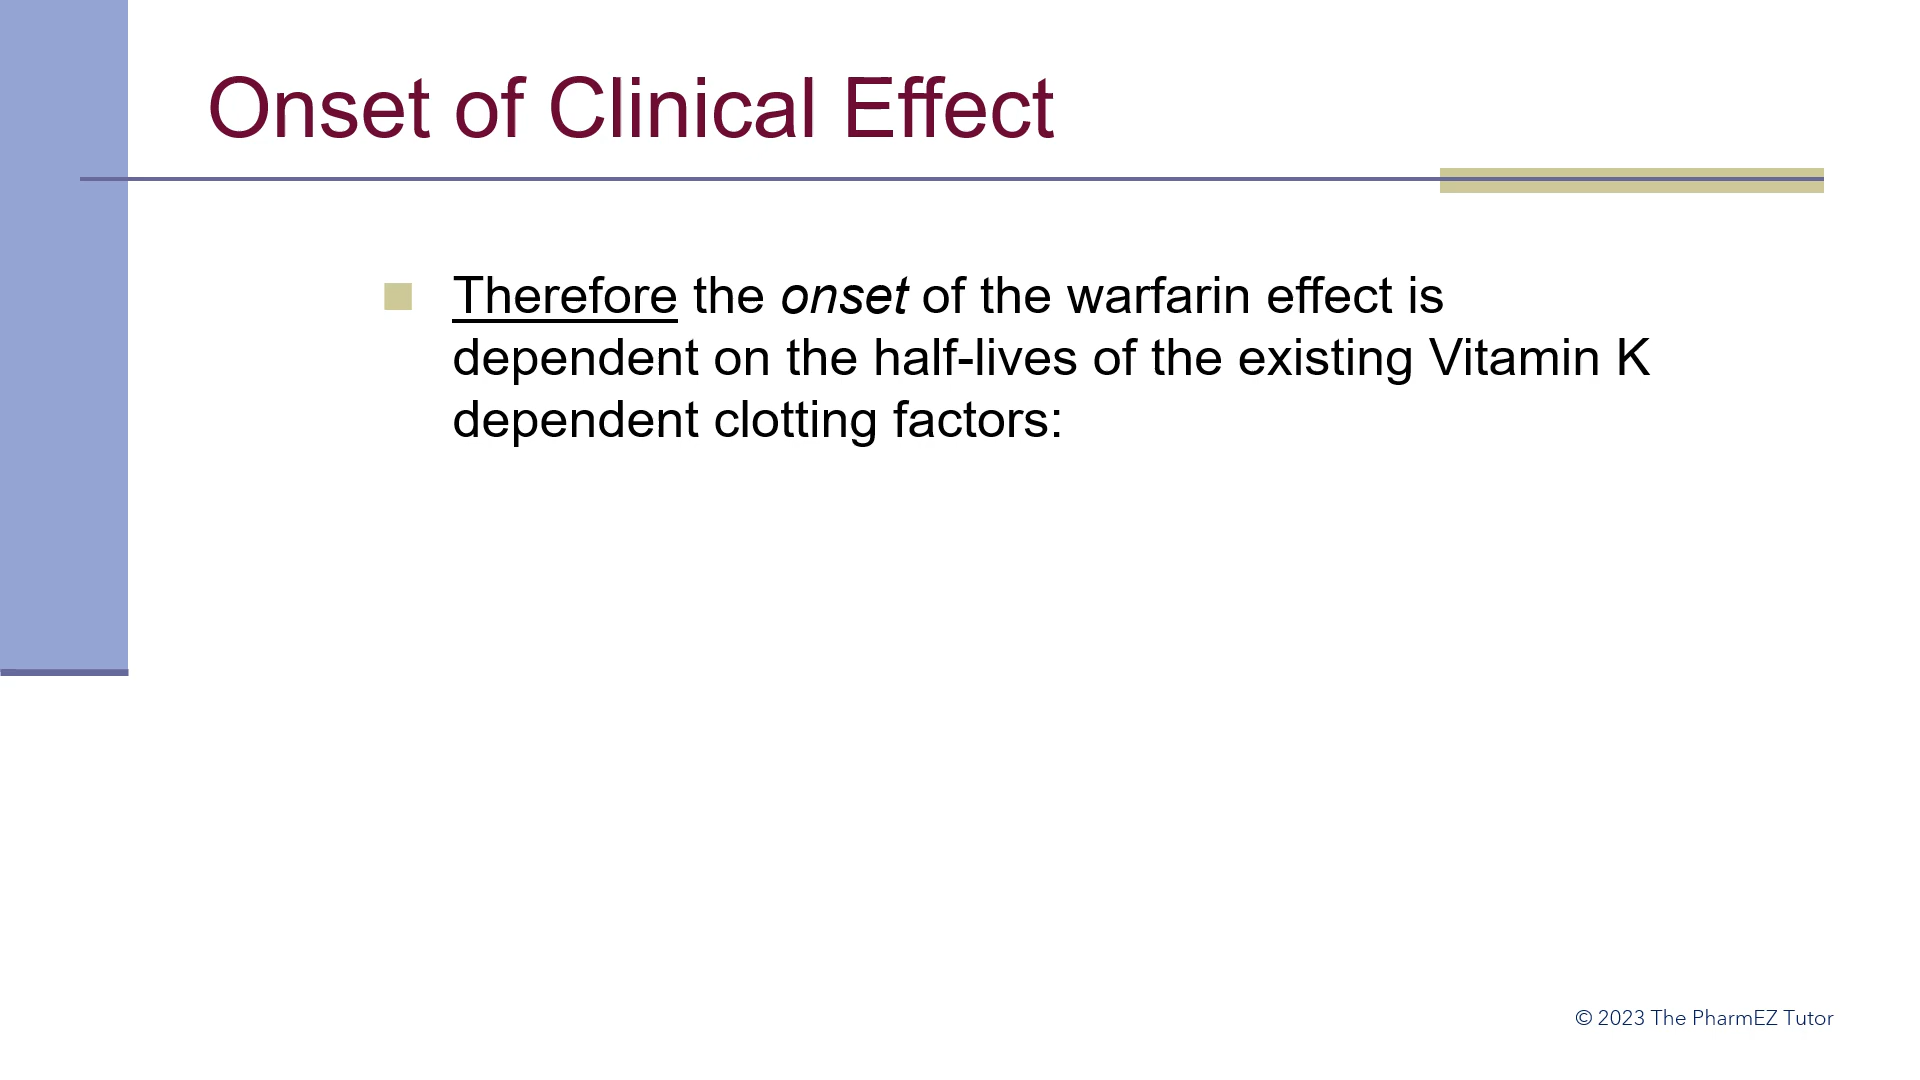 Onset of Clinical Effect
Therefore the onset of the warfarin effect is
dependent on the half-lives of the existing Vitamin K
dependent clotting factors:
© 2023 The PharmEZ Tutor